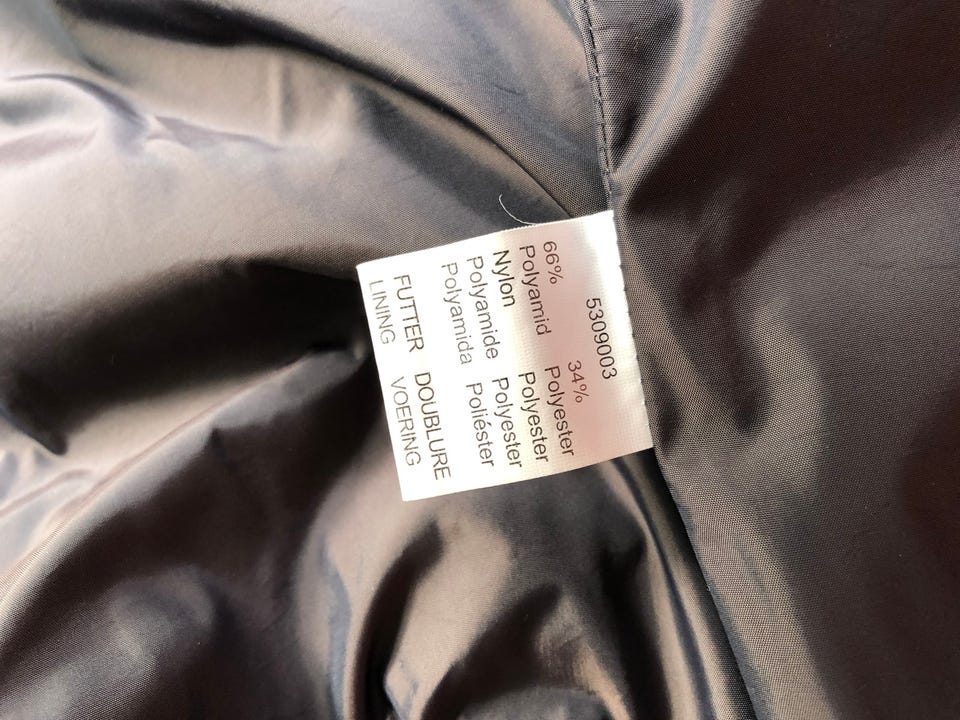 5309003
66% 34%
Polyamid Polyester
Nylon Polyester
Polyamide Polyester
Polyamida Poliéster
FUTTER DOUBLURE
LINING VOERING